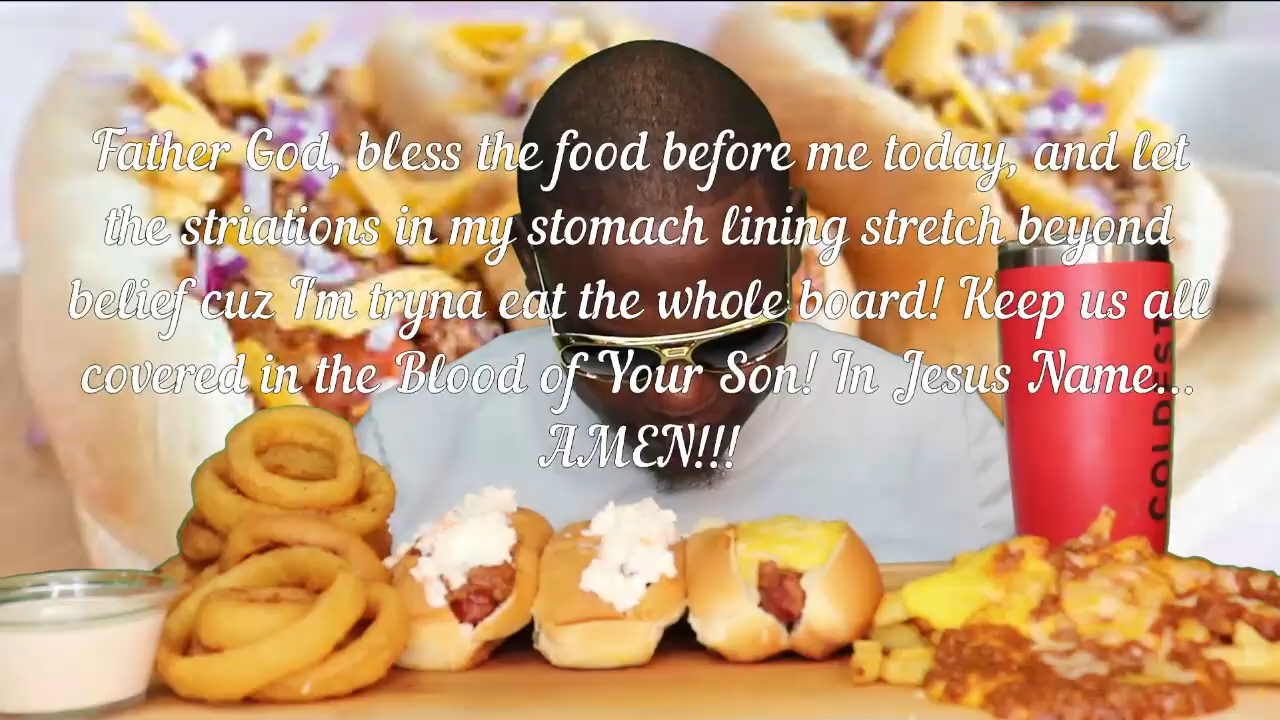 Father God, bless the food before me today, and let
the striations in my stomach lining stretch beyond
belief cuz I'm tryna eat the whole board! Keep us all
covered in the Blood of Your Son! In Jesus Name...
AMEN!!!
COLDEST